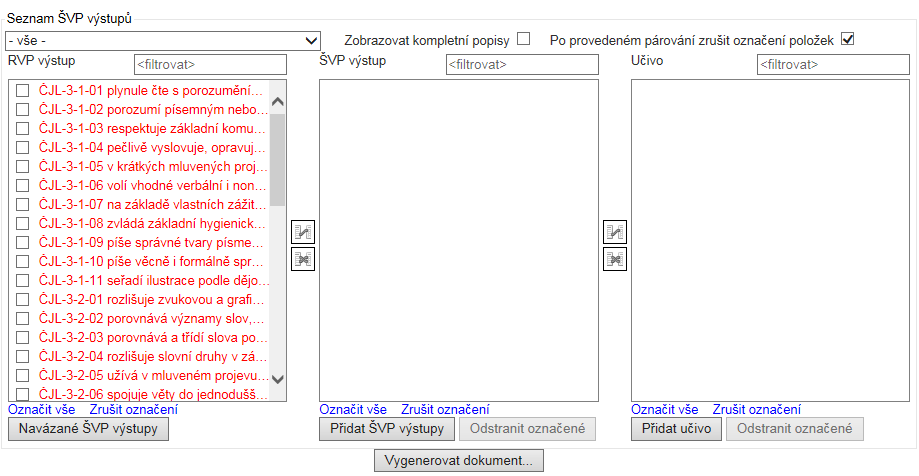 Seznam ŠVP výstupů
- vše -
Zobrazovat kompletní popisy
Po provedeném párování zrušit označení položek
RVP výstup
<filtrovat>
ŠVP výstup
<filtrovat>
Učivo
<filtrovat>
ČJL-3-1-01 plynule čte s porozumění...
ČJL-3-1-02 porozumí písemným nebo...
ČJL-3-1-03 respektuje základní komu...
ČJL-3-1-04 pečlivě vyslovuje, opravuj...
ČJL-3-1-05 v krátkých mluvených proj...
ČJL-3-1-06 volí vhodné verbální i non...
ČJL-3-1-07 na základě vlastních zážit...
ČJL-3-1-08 zvládá základní hygienick...
ČJL-3-1-09 píše správné tvary písme...
ČJL-3-1-10 píše věcně i formálně spr...
ČJL-3-1-11 seřadí ilustrace podle dějo...
ČJL-3-2-01 rozlišuje zvukovou a grafi...
ČJL-3-2-02 porovnává významy slov,...
ČJL-3-2-03 porovnává a třídí slova po...
ČJL-3-2-04 rozlišuje slovní druhy v zá...
ČJL-3-2-05 užívá v mluveném projevu...
ČJL-3-2-06 spojuje věty do jednodušš...
Označit vše Zrušit označení
Navázané ŠVP výstupy
Označit vše Zrušit označení
Přidat ŠVP výstupy Odstranit označené
Označit vše Zrušit označení
Přidat učivo Odstranit označené
Vygenerovat dokument...